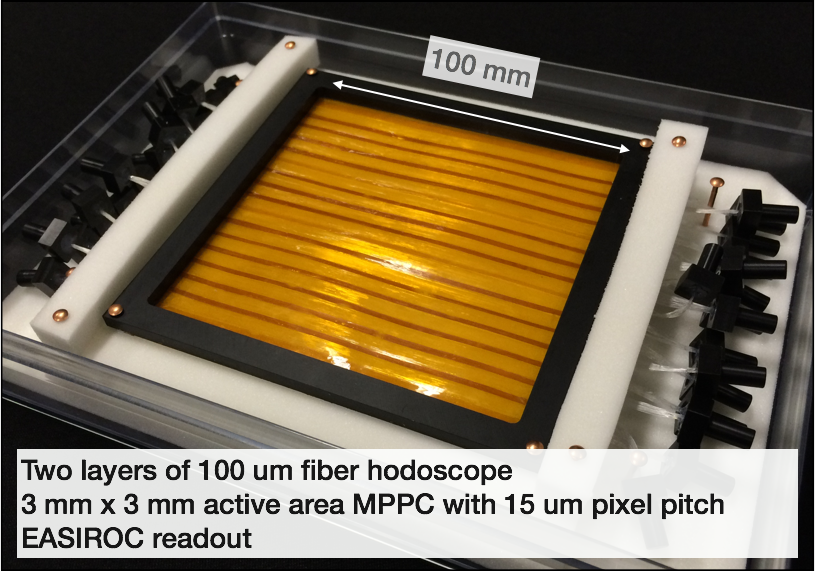 100 mm
Two layers of 100 um fiber hodoscope
3 mm x 3 mm active area MPPC with 15 um pixel pitch
EASIROC readout